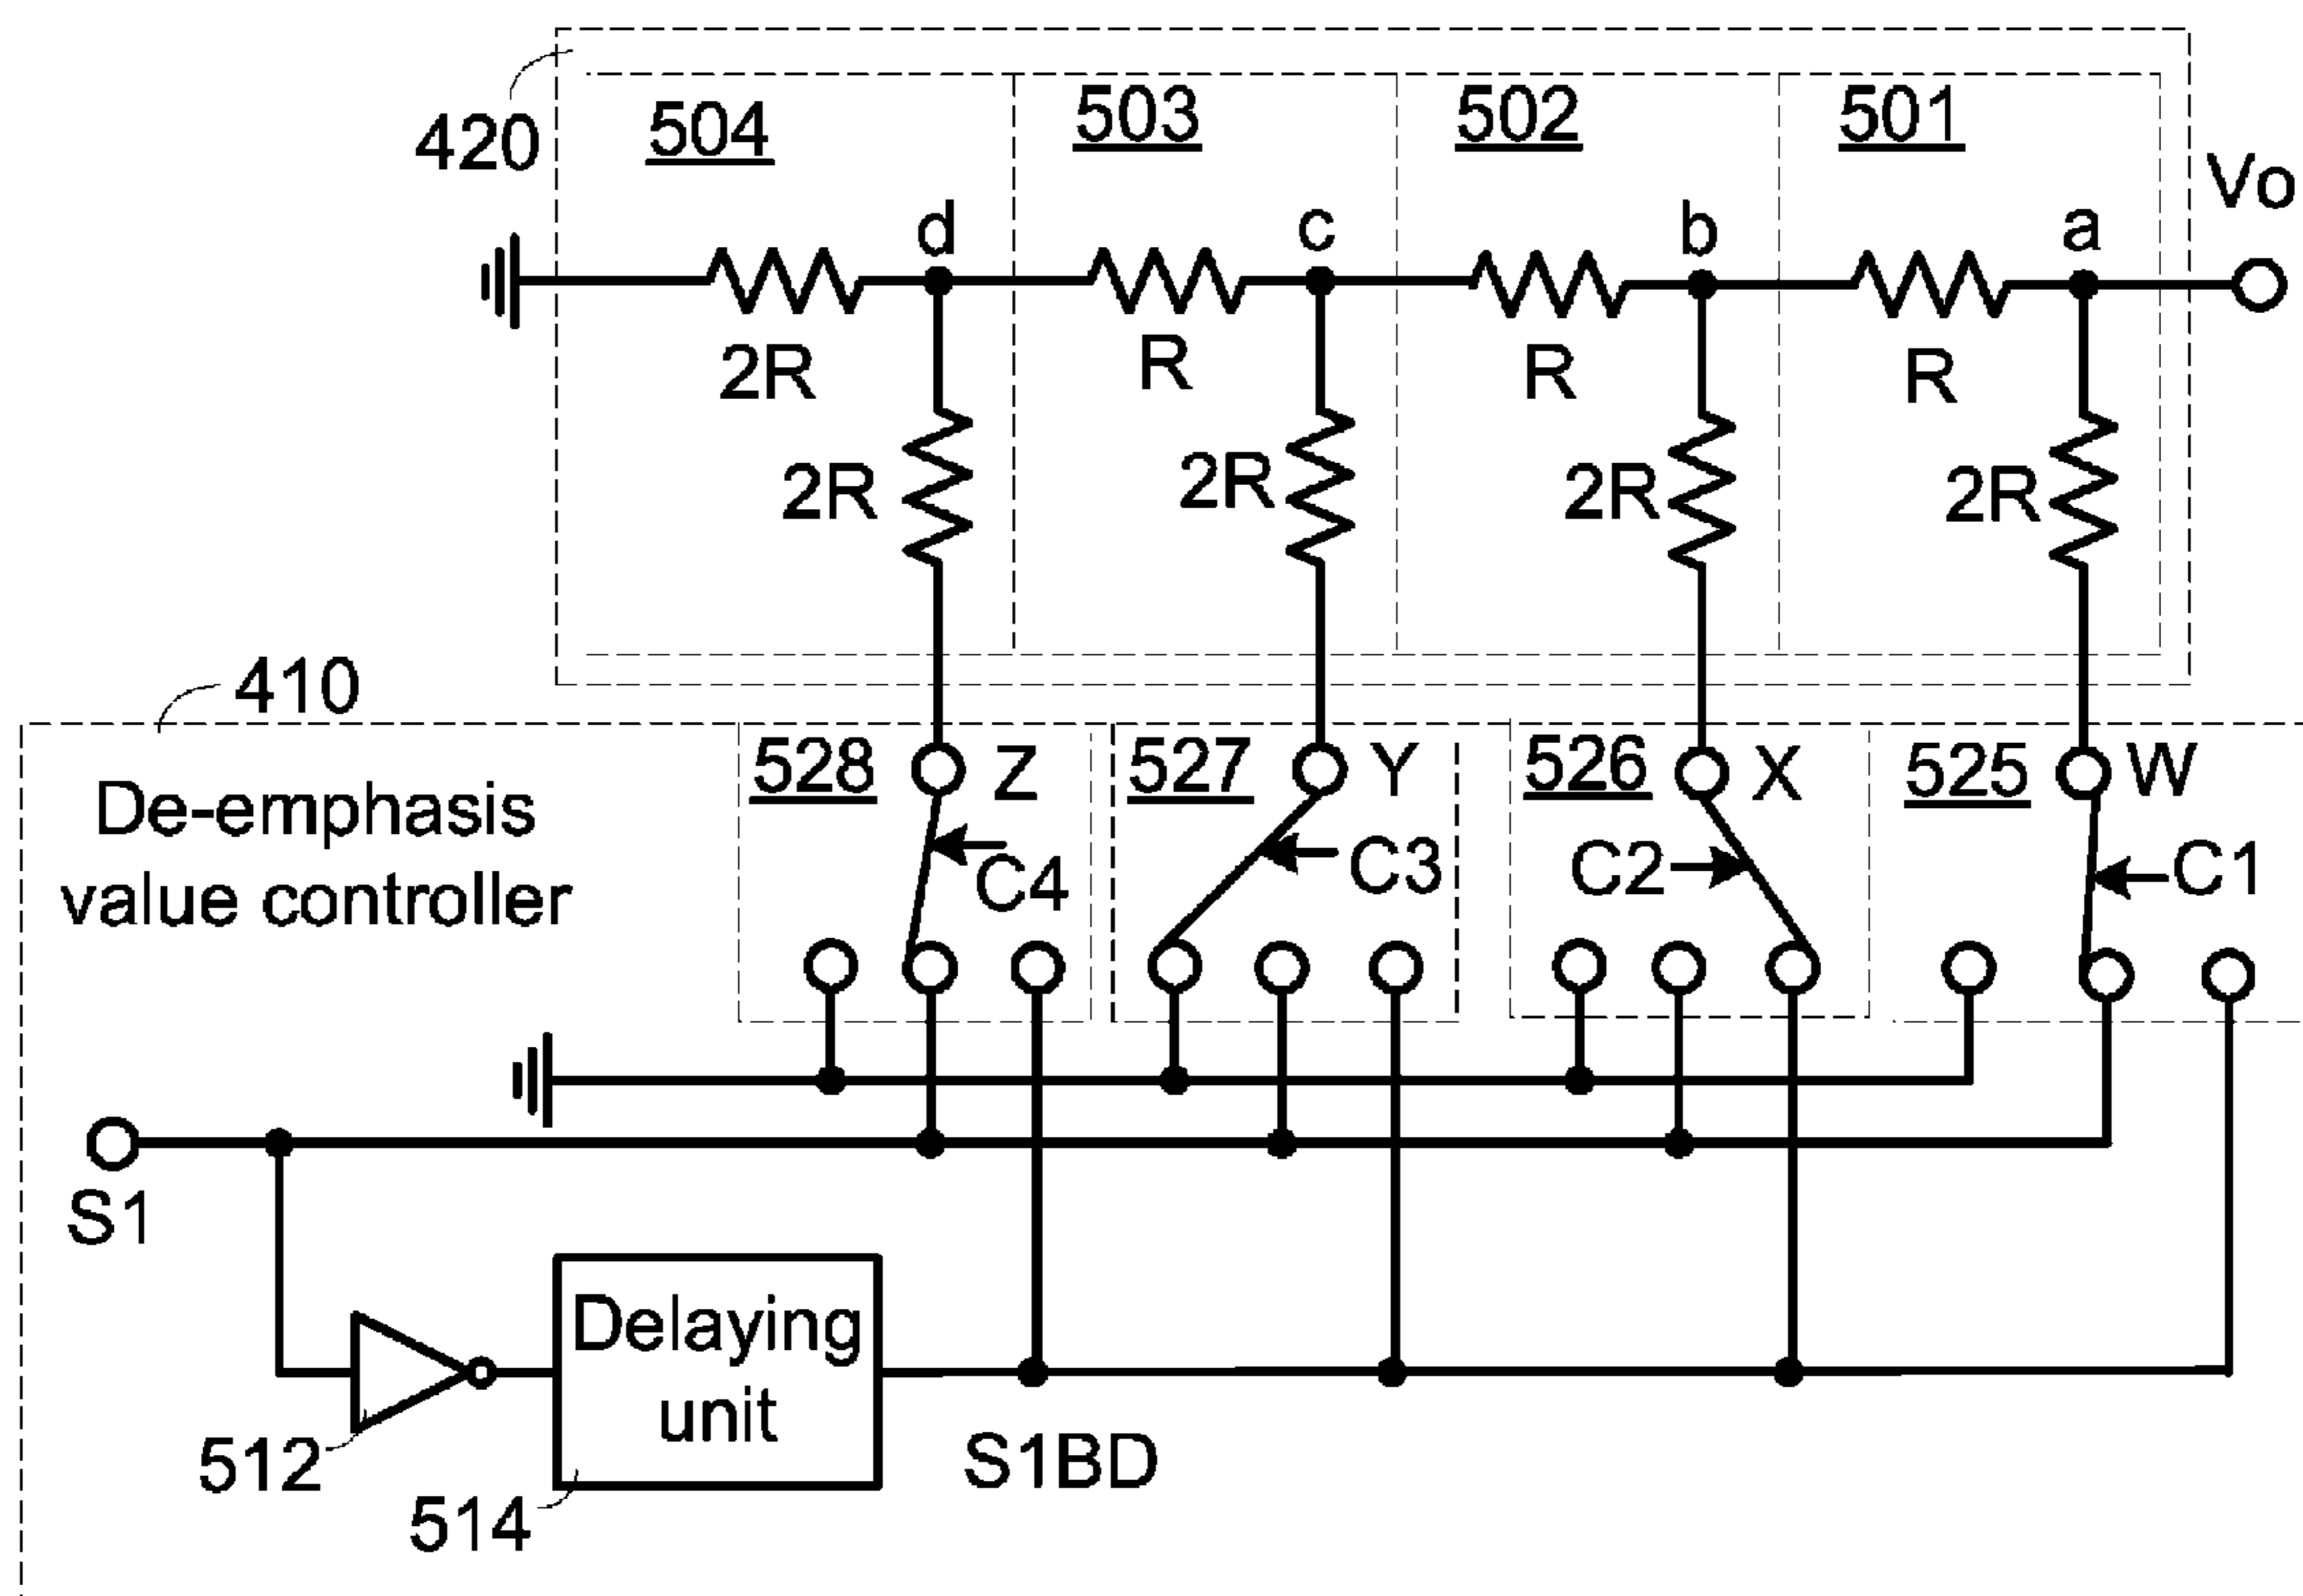 420
504
503
502
501
Vo
d
c
b
a
2R
R
R
R
2R
2R
2R
2R
410
528
Z
527
Y
526
X
525
W
De-emphasis
value controller
C4
C3
C2
C1
S1
Delaying
unit
S1BD
512
514